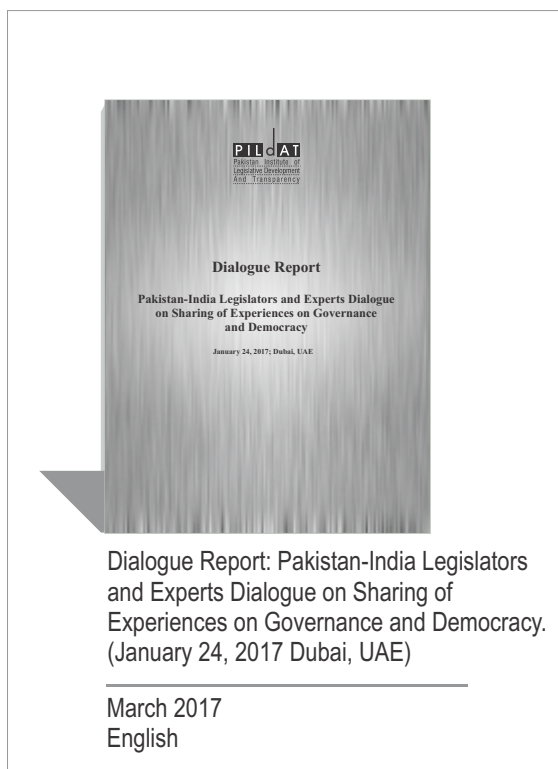 PILdAT
Pakistan Institute of
Legislative Development
And Transparency
Dialogue Report
Pakistan-India Legislators and Experts Dialogue
on Sharing of Experiences on Governance
and Democracy
January 24, 2017; Dubai, UAE
Dialogue Report: Pakistan-India Legislators
and Experts Dialogue on Sharing of
Experiences on Governance and Democracy.
(January 24, 2017 Dubai, UAE)
March 2017
English